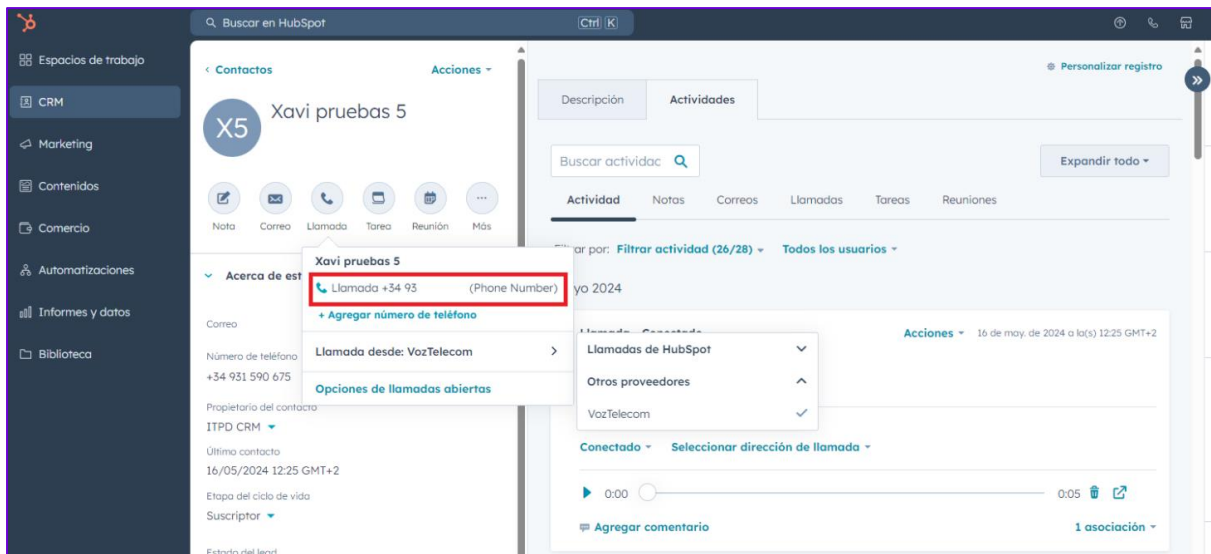 Buscar en HubSpot
Ctrl K
Espacios de trabajo
CRM
Marketing
Contenidos
Comercio
Automatizaciones
Informes y datos
Biblioteca
Contactos
Acciones
X5
Xavi pruebas 5
Nota
Correo
Llamada
Tarea
Reunión
Más
Acerca de est
Xavi pruebas 5
Llamada +34 93 (Phone Number)
+ Agregar número de teléfono
Llamada desde: VozTelecom
Opciones de llamadas abiertas
Correo
Número de teléfono
+34 931 590 675
Propietario del contacto
ITPD CRM
Último contacto
16/05/2024 12:25 GMT+2
Etapa del ciclo de vida
Suscriptor
Estado del lead
Personalizar registro
Descripción
Actividades
Buscar actividac
Expandir todo
Actividad
Notas
Correos
Llamadas
Tareas
Reuniones
ar por: Filtrar actividad (26/28)
Todos los usuarios
yo 2024
Llamada - Conectado
Acciones
16 de may. de 2024 a la(s) 12:25 GMT+2
Llamadas de HubSpot
Otros proveedores
VozTelecom
Conectado
Seleccionar dirección de llamada
0:00
0:05
Agregar comentario
1 asociación